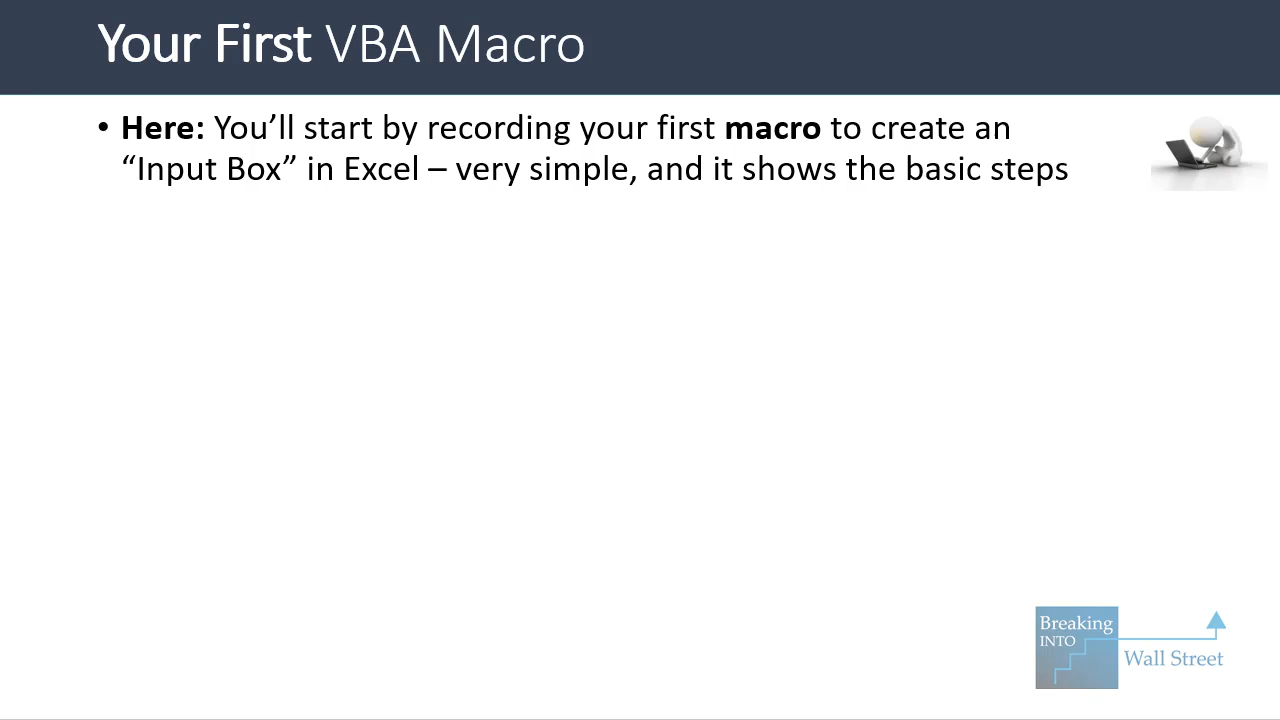 Your First VBA Macro
• Here: You’ll start by recording your first macro to create an
“Input Box” in Excel – very simple, and it shows the basic steps
Breaking
INTO
Wall Street